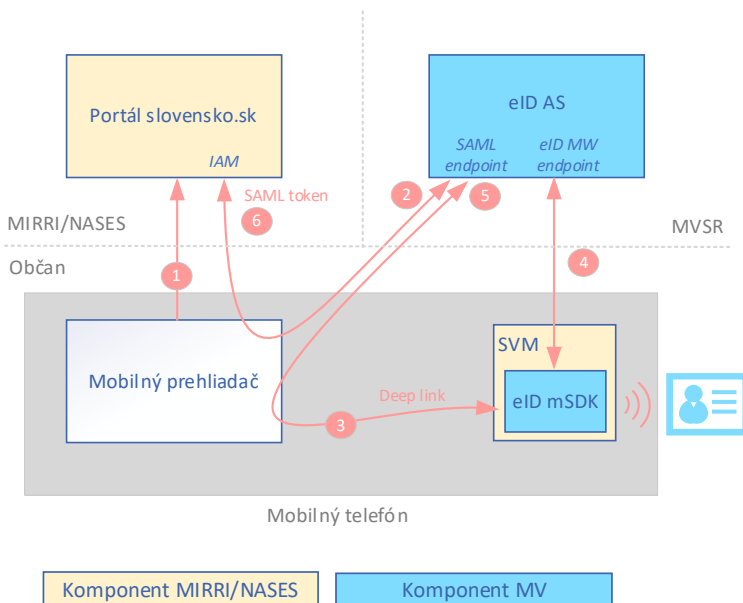 Portál slovensko.sk
IAM
eID AS
SAML
endpoint
eID MW
endpoint
SAML token
2
5
6
MIRRI/NASES
MVSR
Občan
1
4
Mobilný prehliadač
SVM
Deep link
eID mSDK
3
Mobilný telefón
Komponent MIRRI/NASES
Komponent MV